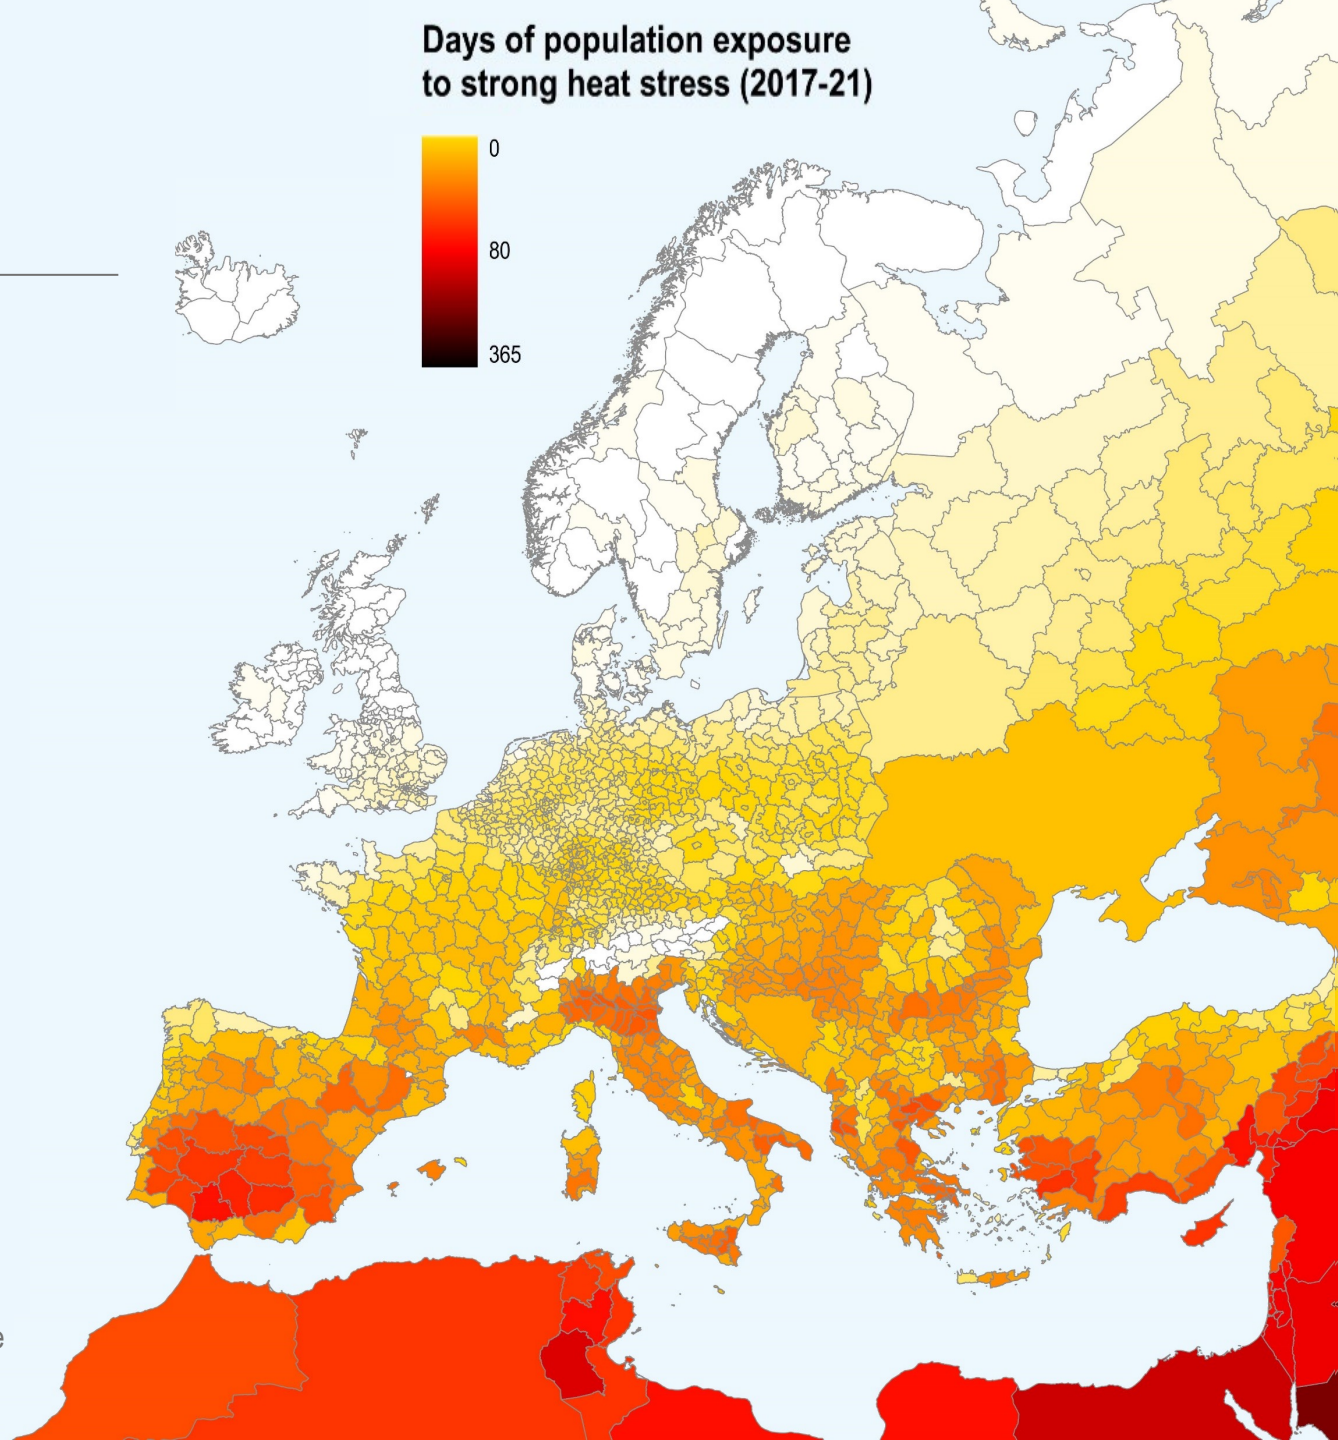 Days of population exposure
to strong heat stress (2017-21)
0
80
365
e